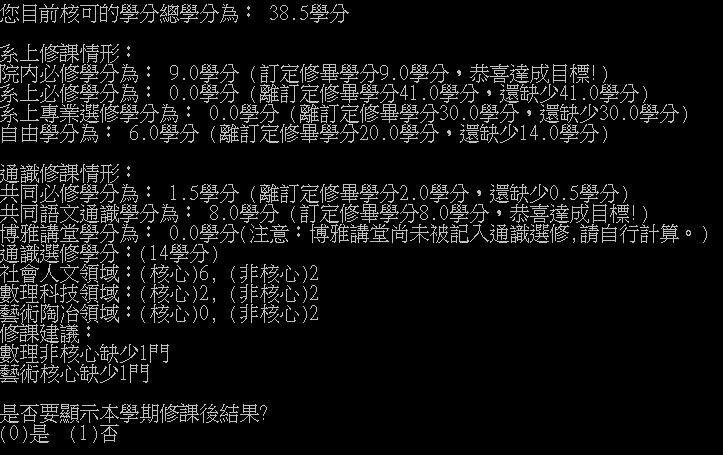 您目前核可的學分總學分為： 38.5學分
系上修課情形：
院內必修學分為： 9.0學分 (訂定修畢學分9.0學分，恭喜達成目標!)
系上必修學分為： 0.0學分 (離訂定修畢學分41.0學分，還缺少41.0學分)
系上專業選修學分為： 0.0學分 (離訂定修畢學分30.0學分，還缺少30.0學分)
自由學分為： 6.0學分 (離訂定修畢學分20.0學分，還缺少14.0學分)
通識修課情形：
共同必修學分為： 1.5學分 (離訂定修畢學分2.0學分，還缺少0.5學分)
共同語文通識學分為： 8.0學分 (訂定修畢學分8.0學分，恭喜達成目標!)
博雅講堂學分為： 0.0學分(注意：博雅講堂尚未被記入通識選修,請自行計算。)
通識選修學分：(14學分)
社會人文領域：(核心)6, (非核心)2
數理科技領域：(核心)2, (非核心)2
藝術陶冶領域：(核心)0, (非核心)2
修課建議：
數理非核心缺少1門
藝術核心缺少1門
是否要顯示本學期修課後結果?
(0)是 (1)否